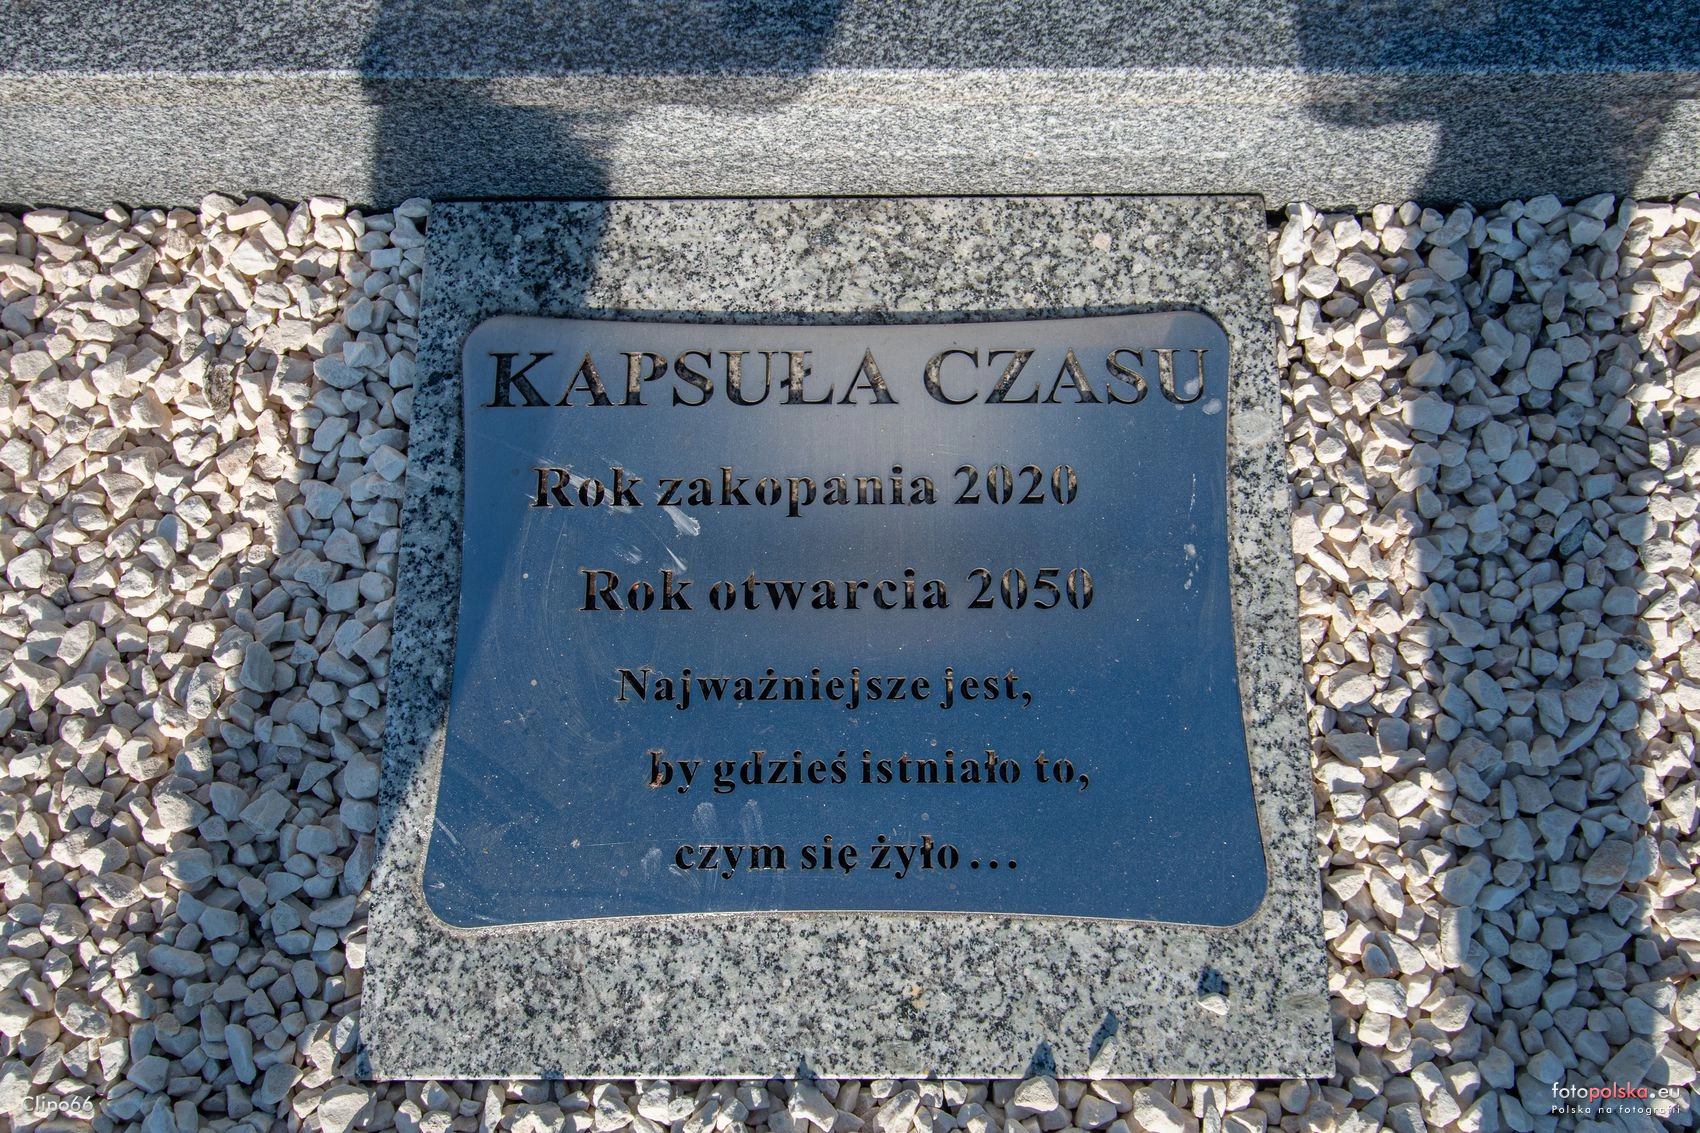 KAPSUŁA CZASU
Rok zakopania 2020
Rok otwarcia 2050
Najważniejsze jest,
by gdzieś istniało to,
czym się żyło...
Clipo66
fotopolska.eu
Polska na fotografii